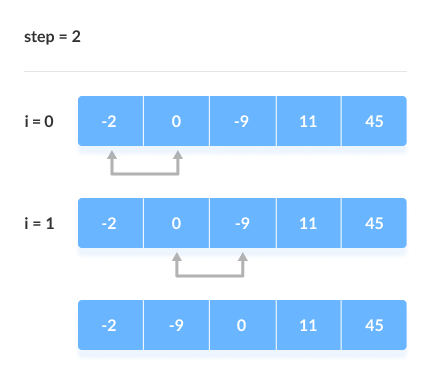 step = 2
i = 0 -2 0 -9 11 45
i = 1 -2 0 -9 11 45
-2 -9 0 11 45